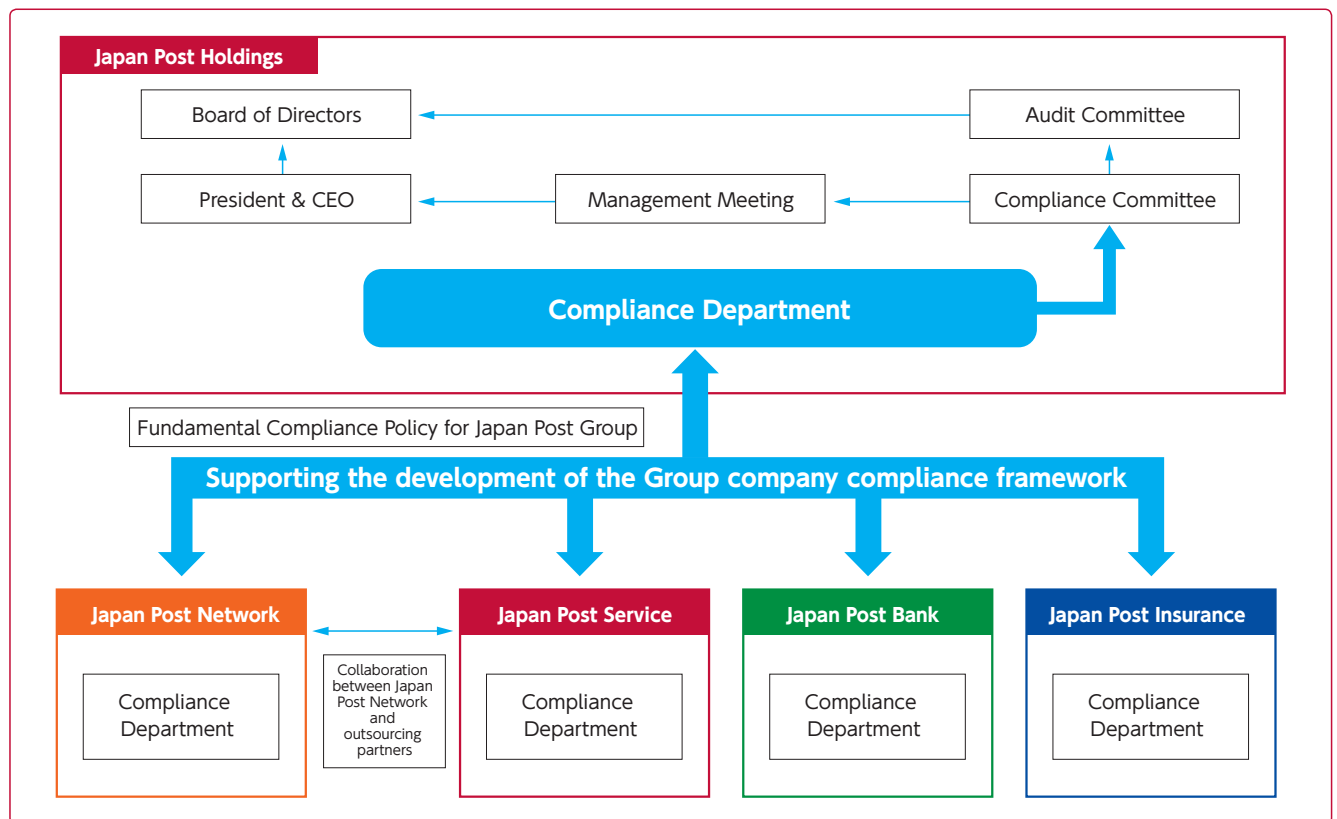 Japan Post Holdings
Board of Directors
Audit Committee
President & CEO
Management Meeting
Compliance Committee
Compliance Department
Fundamental Compliance Policy for Japan Post Group
Supporting the development of the Group company compliance framework
Japan Post Network
Japan Post Service
Japan Post Bank
Japan Post Insurance
Compliance
Department
Collaboration
between Japan
Post Network
and
outsourcing
partners
Compliance
Department
Compliance
Department
Compliance
Department